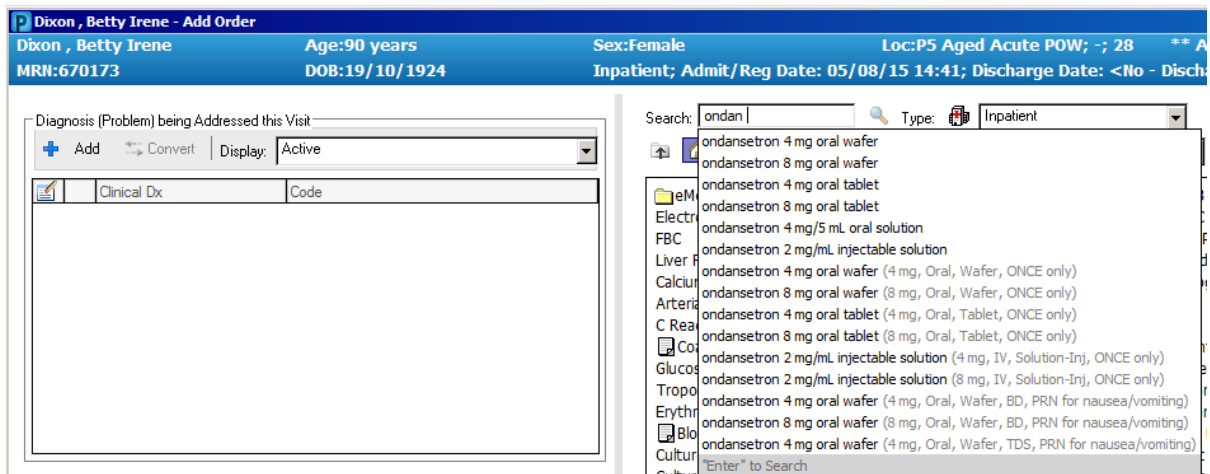 Dixon , Betty Irene - Add Order
Dixon , Betty Irene Age:90 years Sex:Female Loc:P5 Aged Acute POW; -; 28 **
MRN:670173 DOB:19/10/1924 Inpatient; Admit/Reg Date: 05/08/15 14:41; Discharge Date: <No - Disch
Diagnosis (Problem) being Addressed this Visit
Add Convert Display: Active
Clinical Dx Code
Search: ondan Type: Inpatient
ondansetron 4 mg oral wafer
ondansetron 8 mg oral wafer
ondansetron 4 mg oral tablet
ondansetron 8 mg oral tablet
ondansetron 4 mg/5 mL oral solution
ondansetron 2 mg/mL injectable solution
ondansetron 4 mg oral wafer (4 mg, Oral, Wafer, ONCE only)
ondansetron 8 mg oral wafer (8 mg, Oral, Wafer, ONCE only)
ondansetron 4 mg oral tablet (4 mg, Oral, Tablet, ONCE only)
ondansetron 8 mg oral tablet (8 mg, Oral, Tablet, ONCE only)
ondansetron 2 mg/mL injectable solution (4 mg, IV, Solution-Inj, ONCE only)
ondansetron 2 mg/mL injectable solution (8 mg, IV, Solution-Inj, ONCE only)
ondansetron 4 mg oral wafer (4 mg, Oral, Wafer, BD, PRN for nausea/vomiting)
ondansetron 8 mg oral wafer (8 mg, Oral, Wafer, BD, PRN for nausea/vomiting)
ondansetron 4 mg oral wafer (4 mg, Oral, Wafer, TDS, PRN for nausea/vomiting)
"Enter" to Search
eM
Electr
FBC
Liver F
Calciu
Arteria
C Rea
Coa
Glucos
Tropo
Erythr
Blo
Cultur